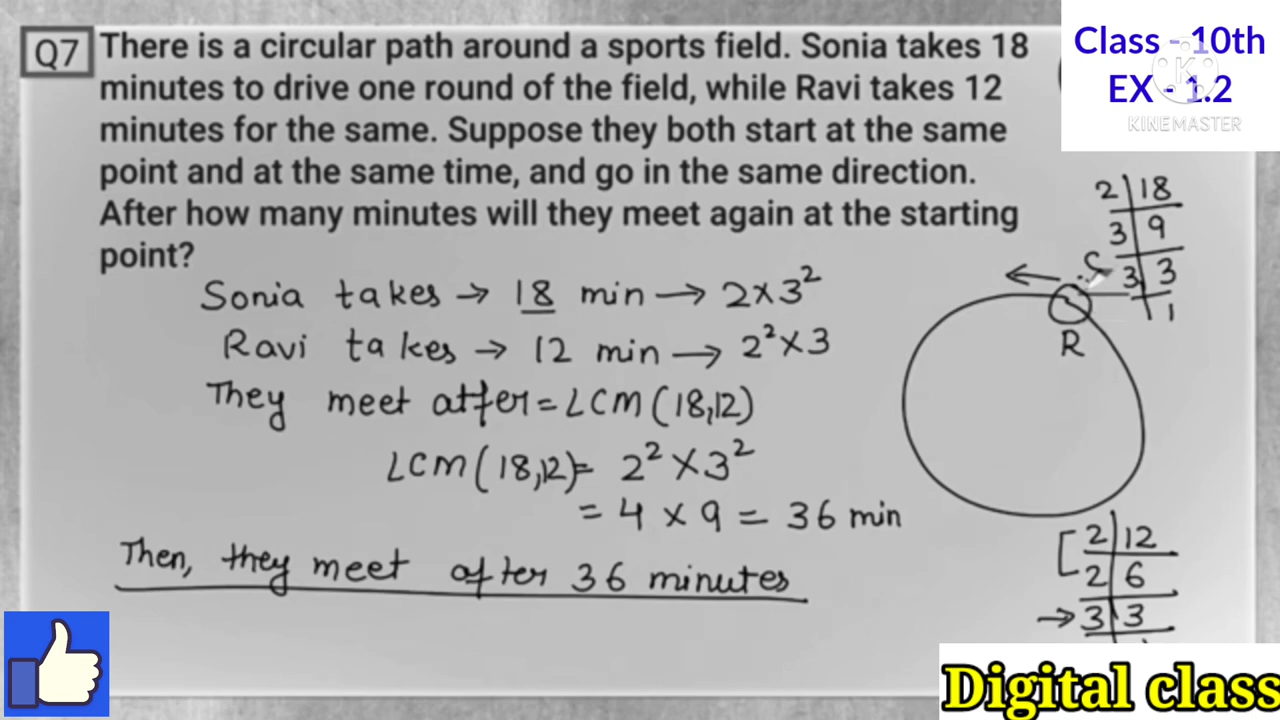 Q7 There is a circular path around a sports field. Sonia takes 18
minutes to drive one round of the field, while Ravi takes 12
minutes for the same. Suppose they both start at the same
point and at the same time, and go in the same direction.
After how many minutes will they meet again at the starting
point?
Class - 10th
EX - 1.2
K
KINEMASTER
2 | 18
3 | 9
3 | 3
1
S
R
Sonia takes → 18 min → 2×3²
Ravi takes → 12 min → 2²×3
They meet after = LCM (18,12)
LCM (18,12) = 2² × 3²
= 4 × 9 = 36 min
Then, they meet after 36 minutes
2 | 12
2 | 6
→ 3 | 3
Digital class